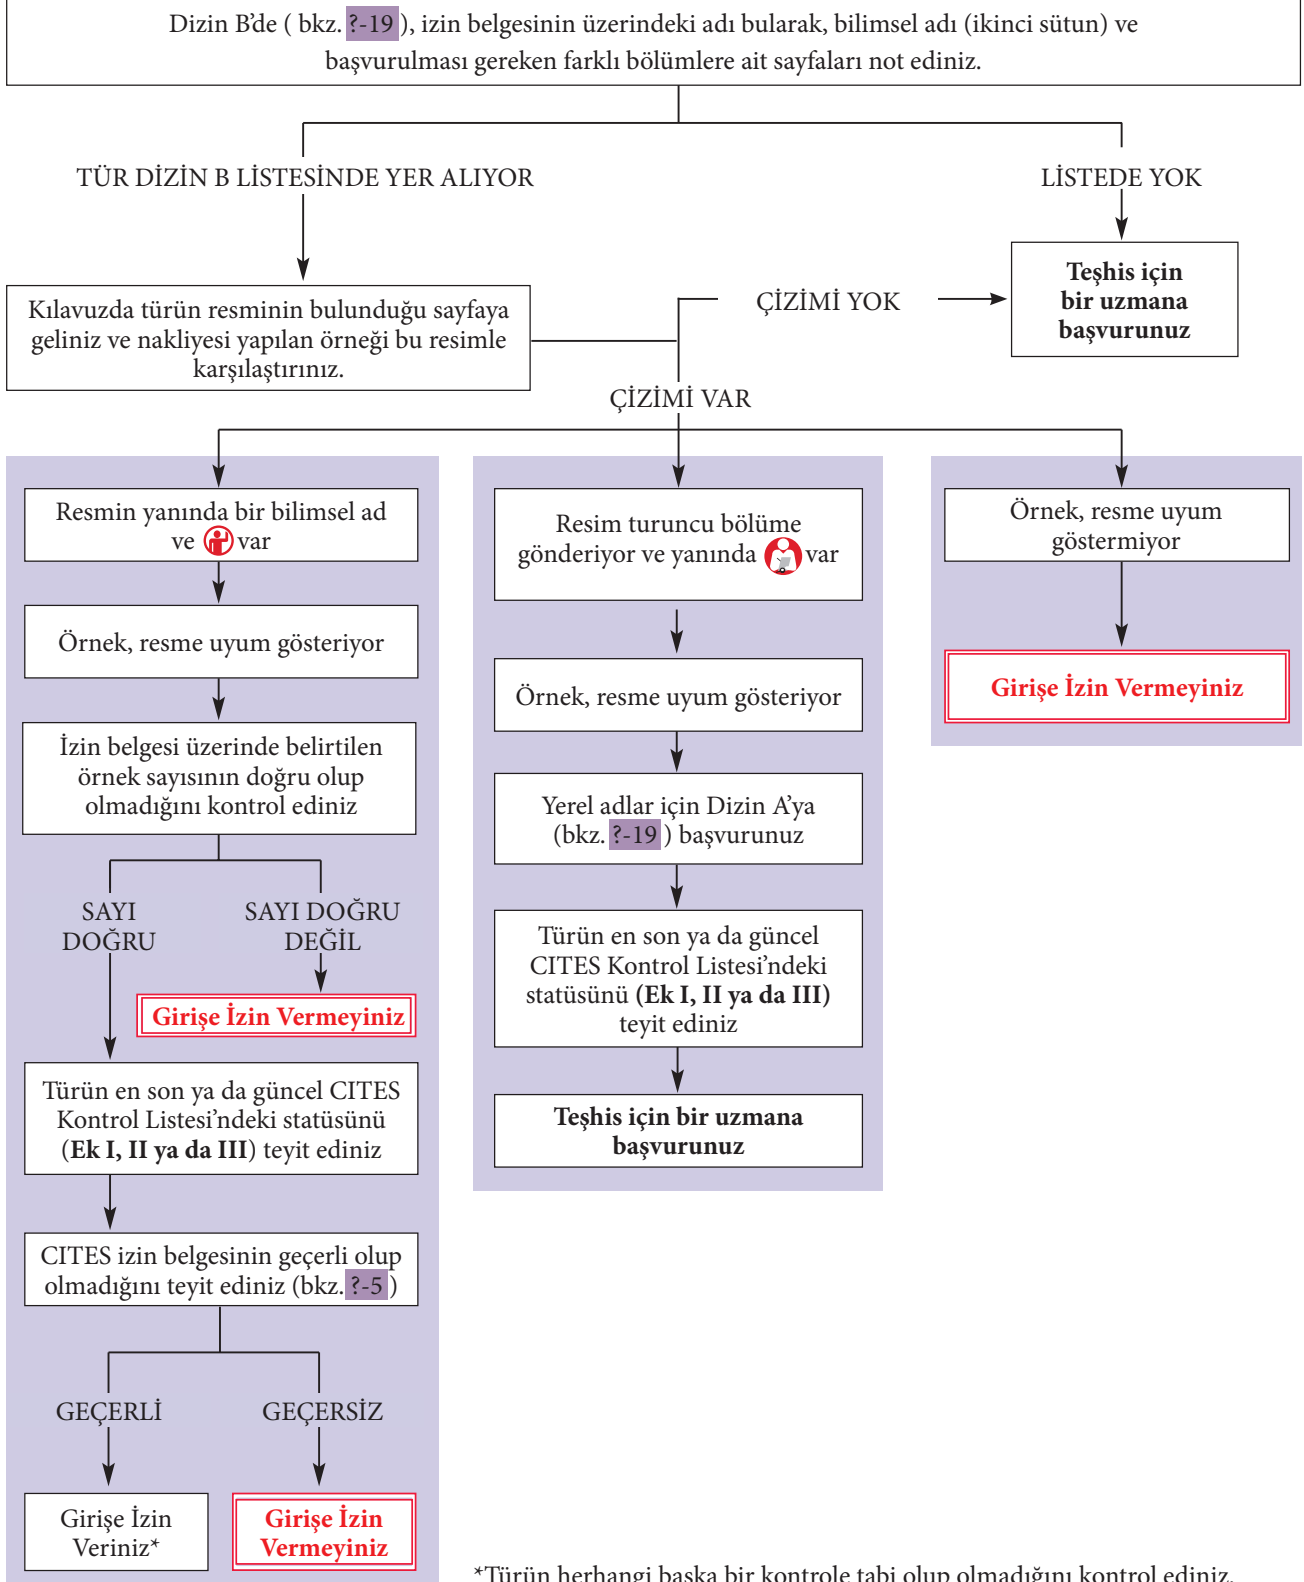 Dizin B'de ( bkz. ?-19 ), izin belgesinin üzerindeki adı bularak, bilimsel adı (ikinci sütun) ve
başvurulması gereken farklı bölümlere ait sayfaları not ediniz.
TÜR DİZİN B LİSTESİNDE YER ALIYOR
LİSTEDE YOK
Teşhis için
bir uzmana
başvurunuz
Kılavuzda türün resminin bulunduğu sayfaya
geliniz ve nakliyesi yapılan örneği bu resimle
karşılaştırınız.
ÇİZİMİ YOK
ÇİZİMİ VAR
Resmin yanında bir bilimsel ad
ve var
Örnek, resme uyum gösteriyor
İzin belgesi üzerinde belirtilen
örnek sayısının doğru olup
olmadığını kontrol ediniz
SAYI
DOĞRU
SAYI DOĞRU
DEĞİL
Girişe İzin Vermeyiniz
Türün en son ya da güncel CITES
Kontrol Listesi'ndeki statüsünü
(Ek I, II ya da III) teyit ediniz
CITES izin belgesinin geçerli olup
olmadığını teyit ediniz (bkz. ?-5 )
GEÇERLİ
GEÇERSİZ
Girişe İzin
Veriniz*
Girişe İzin
Vermeyiniz
Resim turuncu bölüme
gönderiyor ve yanında var
Örnek, resme uyum gösteriyor
Yerel adlar için Dizin A'ya
(bkz. ?-19 ) başvurunuz
Türün en son ya da güncel
CITES Kontrol Listesi'ndeki
statüsünü (Ek I, II ya da III)
teyit ediniz
Teşhis için bir uzmana
başvurunuz
Örnek, resme uyum
göstermiyor
Girişe İzin Vermeyiniz
*Türün herhangi başka bir kontrole tabi olup olmadığını kontrol ediniz.